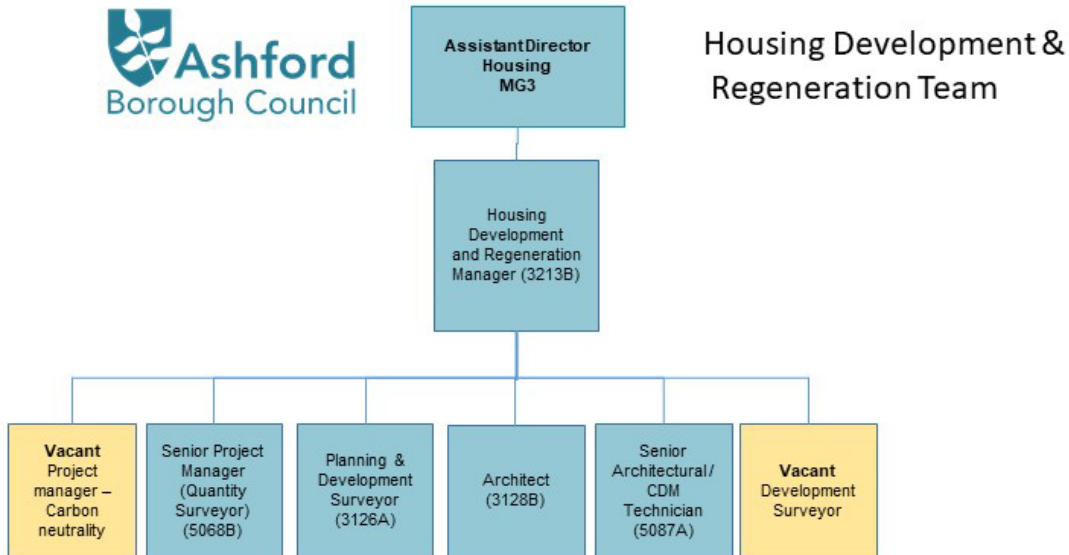 Ashford
Borough Council
Assistant Director
Housing
MG3
Housing Development &
Regeneration Team
Housing
Development
and Regeneration
Manager (3213B)
Vacant
Project
manager –
Carbon
neutrality
Senior Project
Manager
(Quantity
Surveyor)
(5068B)
Planning &
Development
Surveyor
(3126A)
Architect
(3128B)
Senior
Architectural /
CDM
Technician
(5087A)
Vacant
Development
Surveyor